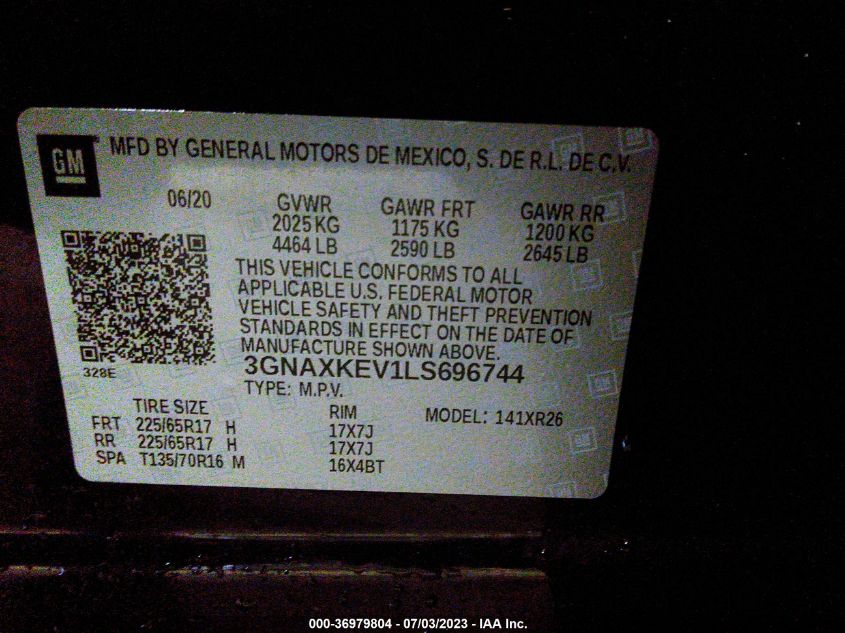 GM
MFD BY GENERAL MOTORS DE MEXICO, S. DE R.L. DE C.V.
06/20
GVWR
2025 KG
4464 LB
GAWR FRT
1175 KG
2590 LB
GAWR RR
1200 KG
2645 LB
THIS VEHICLE CONFORMS TO ALL
APPLICABLE U.S. FEDERAL MOTOR
VEHICLE SAFETY AND THEFT PREVENTION
STANDARDS IN EFFECT ON THE DATE OF
MANUFACTURE SHOWN ABOVE.
328E
3GNAXKEV1LS696744
TYPE: M.P.V.
TIRE SIZE RIM MODEL: 141XR26
FRT 225/65R17 H 17X7J
RR 225/65R17 H 17X7J
SPA T135/70R16 M 16X4BT
000-36979804 - 07/03/2023 - IAA Inc.